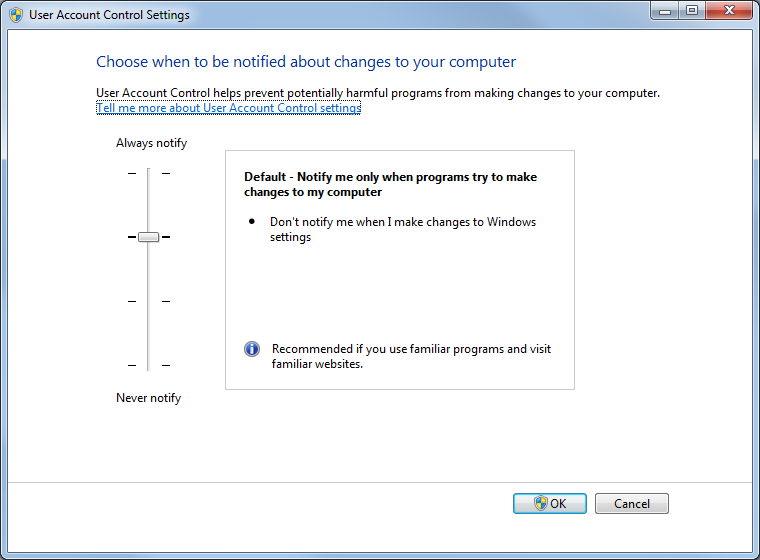 User Account Control Settings
Choose when to be notified about changes to your computer
User Account Control helps prevent potentially harmful programs from making changes to your computer.
Tell me more about User Account Control settings
Always notify
Default - Notify me only when programs try to make
changes to my computer
• Don't notify me when I make changes to Windows
settings
Recommended if you use familiar programs and visit
familiar websites.
Never notify
OK
Cancel